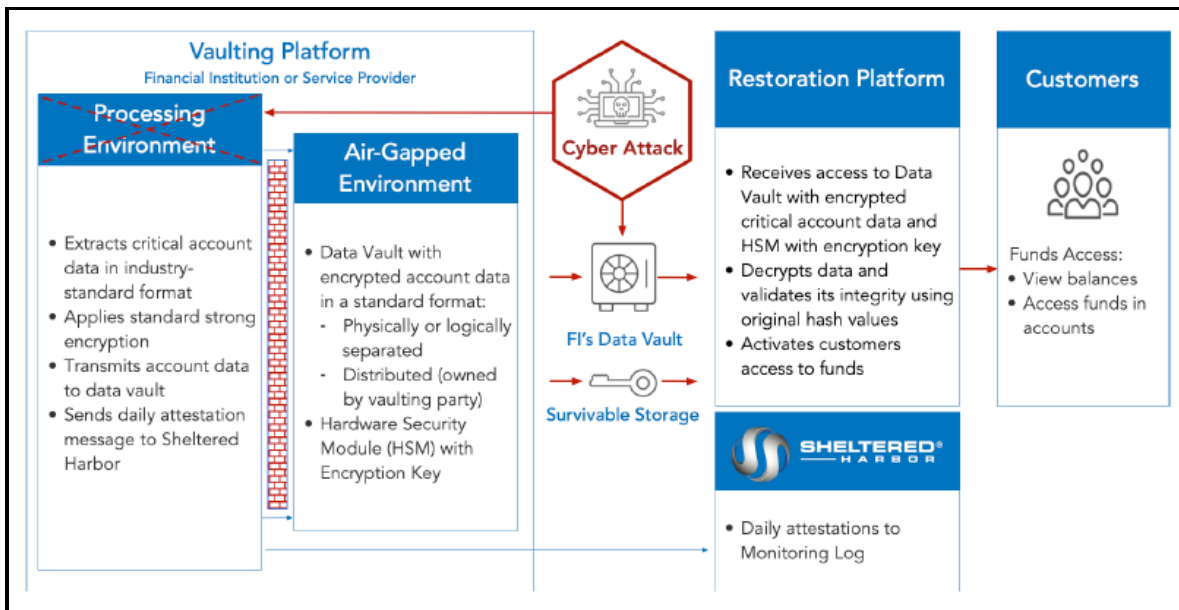 Vaulting Platform
Financial Institution or Service Provider
Processing
Environment
• Extracts critical account
data in industry-
standard format
• Applies standard strong
encryption
• Transmits account data
to data vault
• Sends daily attestation
message to Sheltered
Harbor
Air-Gapped
Environment
• Data Vault with
encrypted account data
in a standard format:
- Physically or logically
separated
- Distributed (owned
by vaulting party)
• Hardware Security
Module (HSM) with
Encryption Key
Cyber Attack
FI's Data Vault
Survivable Storage
Restoration Platform
• Receives access to Data
Vault with encrypted
critical account data and
HSM with encryption key
• Decrypts data and
validates its integrity using
original hash values
• Activates customers
access to funds
SHELTERED®
HARBOR
• Daily attestations to
Monitoring Log
Customers
Funds Access:
• View balances
• Access funds in
accounts